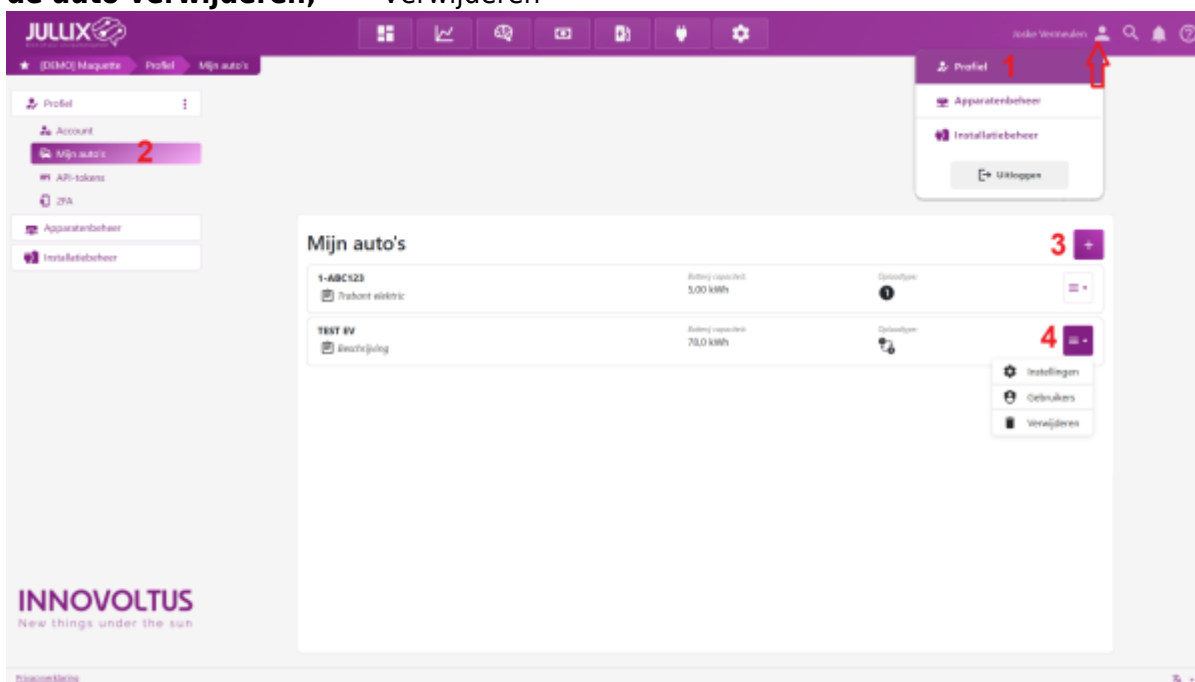 de auto verwijderen, verwijderen
JULLIX
Joske Vermeulen
[DEMO] Maquette Profiel Mijn auto's
Profiel 1
Apparatenbeheer
Installatiebeheer
Uitloggen
Profiel
Account
Mijn auto's 2
API-tokens
2FA
Apparatenbeheer
Installatiebeheer
Mijn auto's 3 +
1-ABC123
Trabant elektric
Batterij capaciteit:
5,00 kWh
Oplaadtype:
1
TEST EV
Beschrijving
Batterij capaciteit:
70,0 kWh
Oplaadtype:
4
Instellingen
Gebruikers
Verwijderen
INNOVOLTUS
New things under the sun
Privacyverklaring